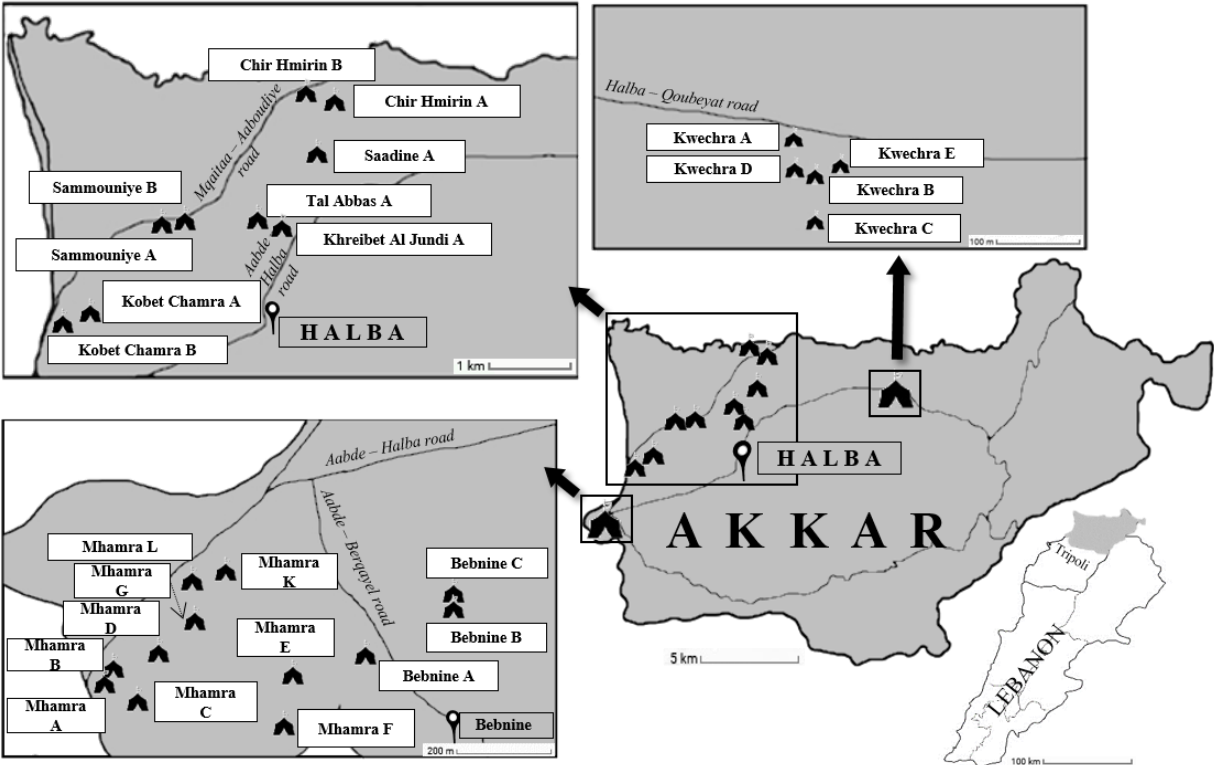 Chir Hmirin B
Chir Hmirin A
Mqaitaa – Aaboudiye
road
Saadine A
Sammouniye B
Tal Abbas A
Khreibet Al Jundi A
Sammouniye A
Aabde
Halba
road
Kobet Chamra A
HALBA
Kobet Chamra B
1 km
Halba – Qoubeyat road
Kwechra A
Kwechra E
Kwechra D
Kwechra B
Kwechra C
100 m
HALBA
AKKAR
5 km
Tripoli
LEBANON
100 km
Aabde – Halba road
Aabde – Berqayel road
Mhamra L
Mhamra
G
Mhamra
K
Bebnine C
Mhamra
D
Mhamra
E
Bebnine B
Mhamra
B
Bebnine A
Mhamra
A
Mhamra
C
Mhamra F
Bebnine
200 m